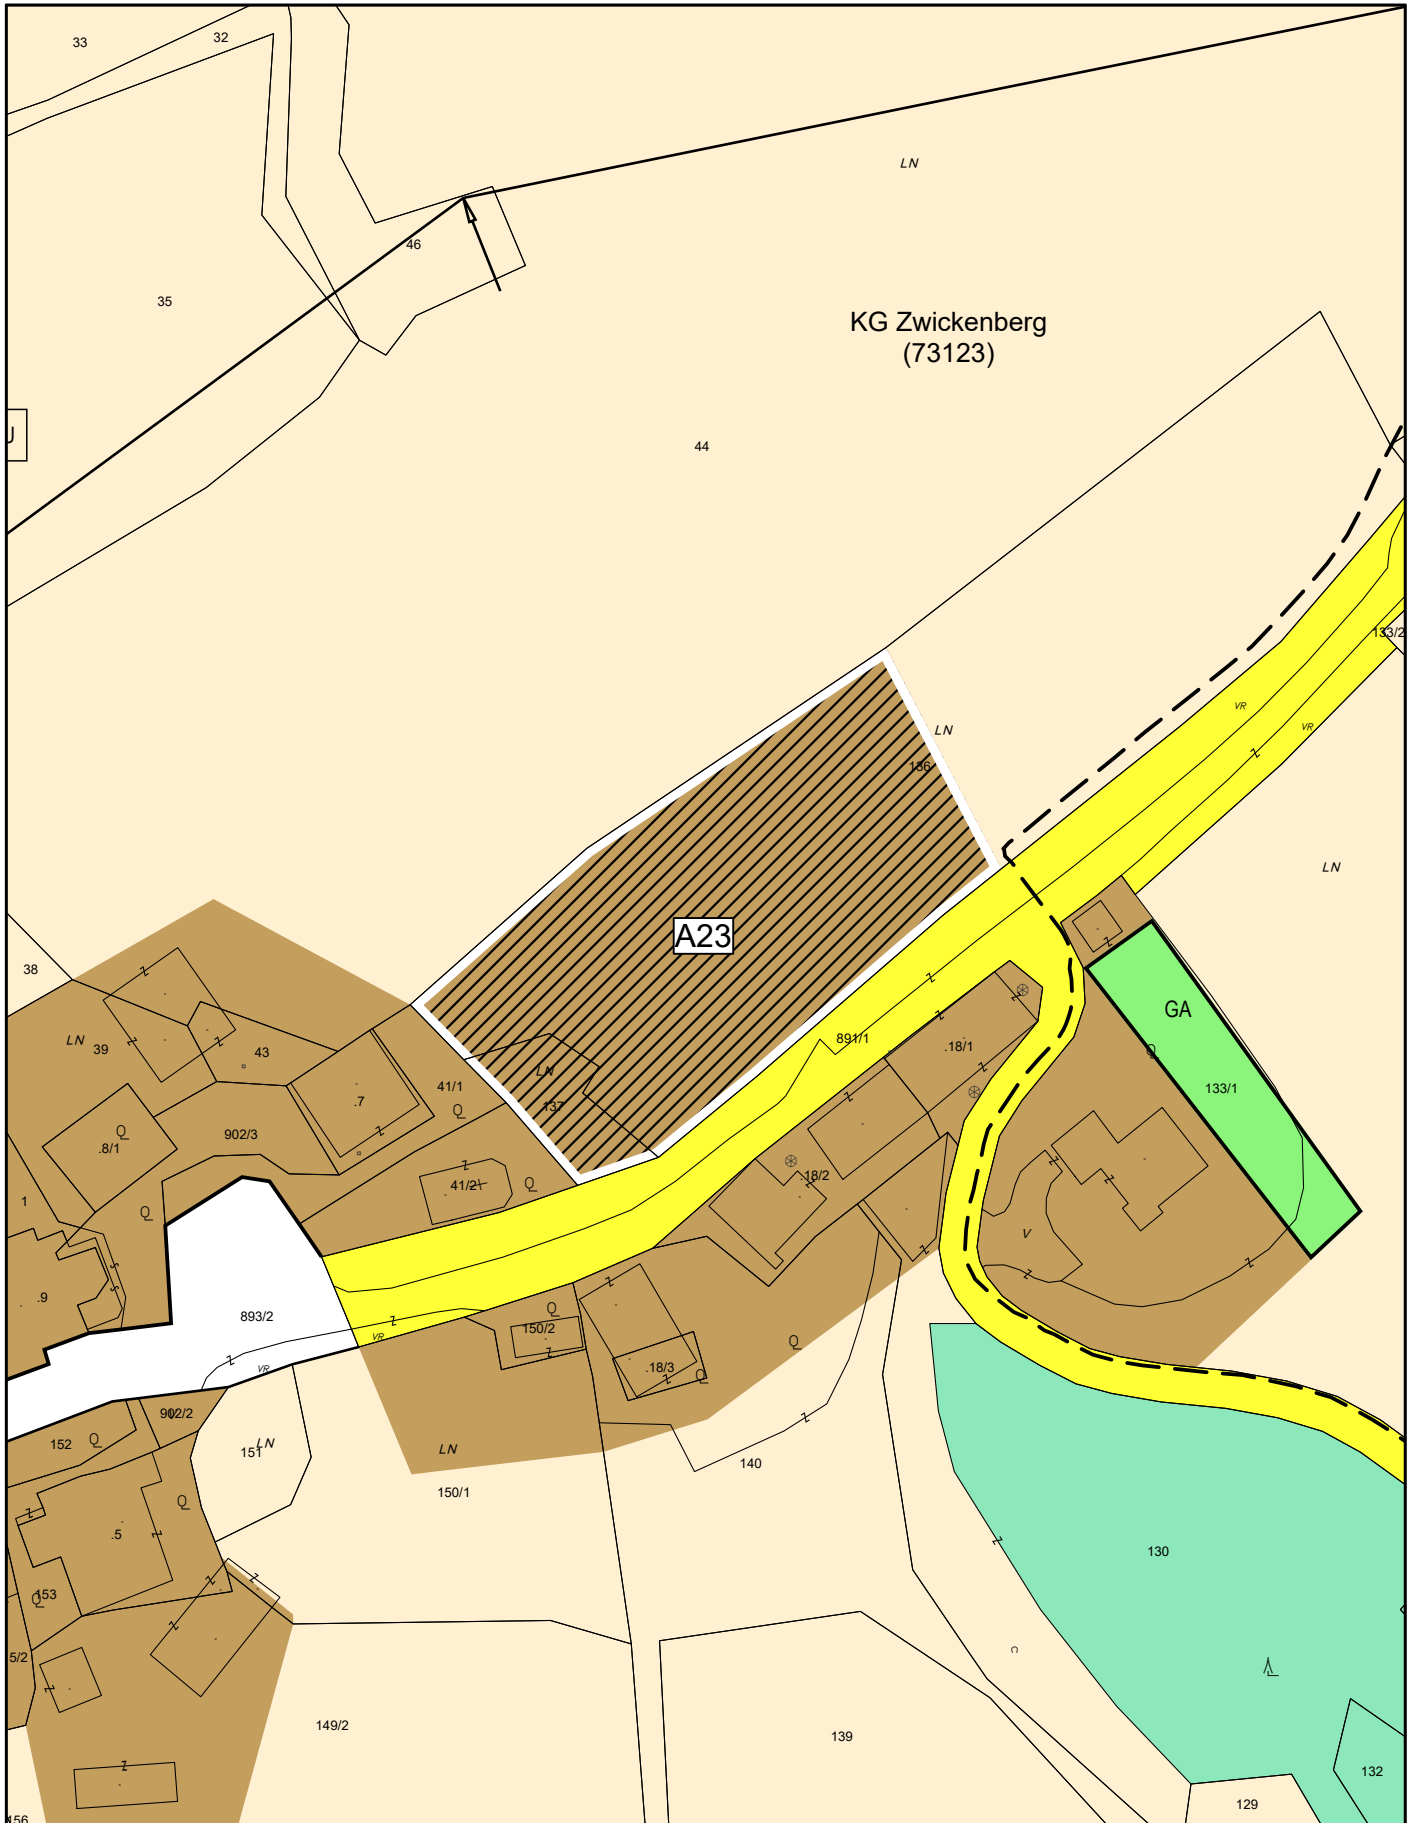 33
32
LN
46
35
KG Zwickenberg
(73123)
44
133/2
VR
VR
LN
136
LN
A23
38
GA
LN
39
43
891/1
.18/1
Q
LN
41/1
133/1
.7
Q
137
902/3
Q
.8/1
.18/2
41/2
Q
1
Q
V
.9
893/2
Q
150/2
VR
Q
VR
.18/3
Q
902/2
152
Q
151
LN
LN
140
150/1
Q
.5
130
153
Q
5/2
149/2
139
132
129
156